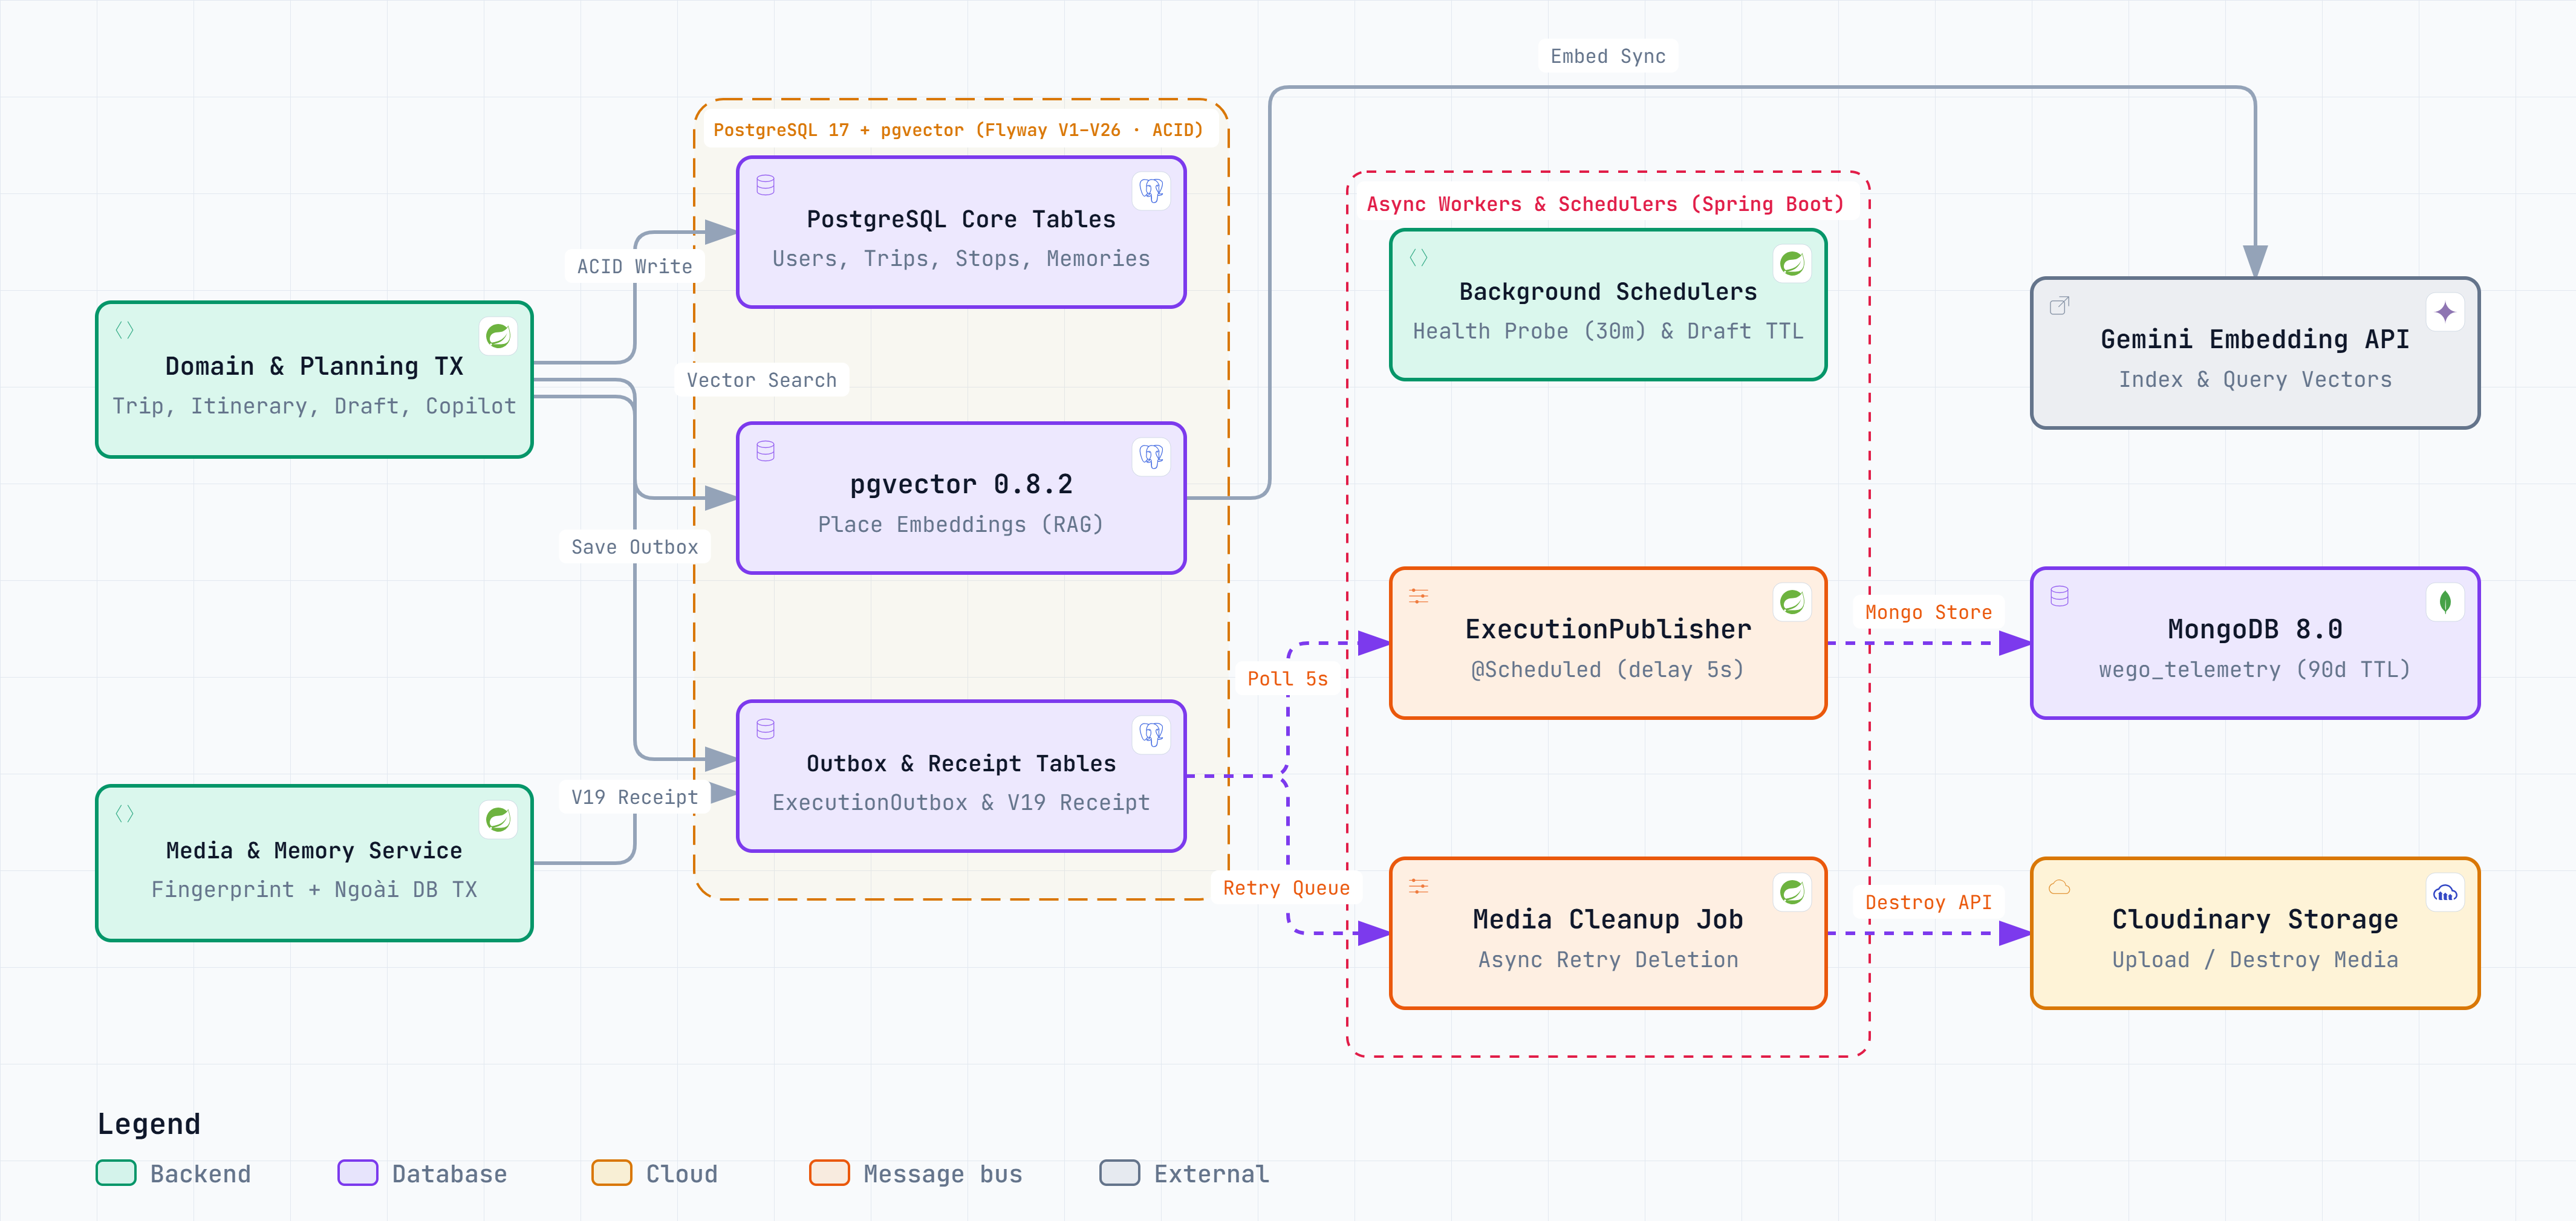 Embed Sync
PostgreSQL 17 + pgvector (Flyway V1–V26 · ACID)
PostgreSQL Core Tables
Users, Trips, Stops, Memories
Async Workers & Schedulers (Spring Boot)
ACID Write
Background Schedulers
Health Probe (30m) & Draft TTL
Gemini Embedding API
Index & Query Vectors
Domain & Planning TX
Trip, Itinerary, Draft, Copilot
Vector Search
pgvector 0.8.2
Place Embeddings (RAG)
Save Outbox
ExecutionPublisher
@Scheduled (delay 5s)
Mongo Store
MongoDB 8.0
wego_telemetry (90d TTL)
Poll 5s
Outbox & Receipt Tables
ExecutionOutbox & V19 Receipt
V19 Receipt
Media & Memory Service
Fingerprint + Ngoài DB TX
Retry Queue
Media Cleanup Job
Async Retry Deletion
Destroy API
Cloudinary Storage
Upload / Destroy Media
Legend
Backend
Database
Cloud
Message bus
External